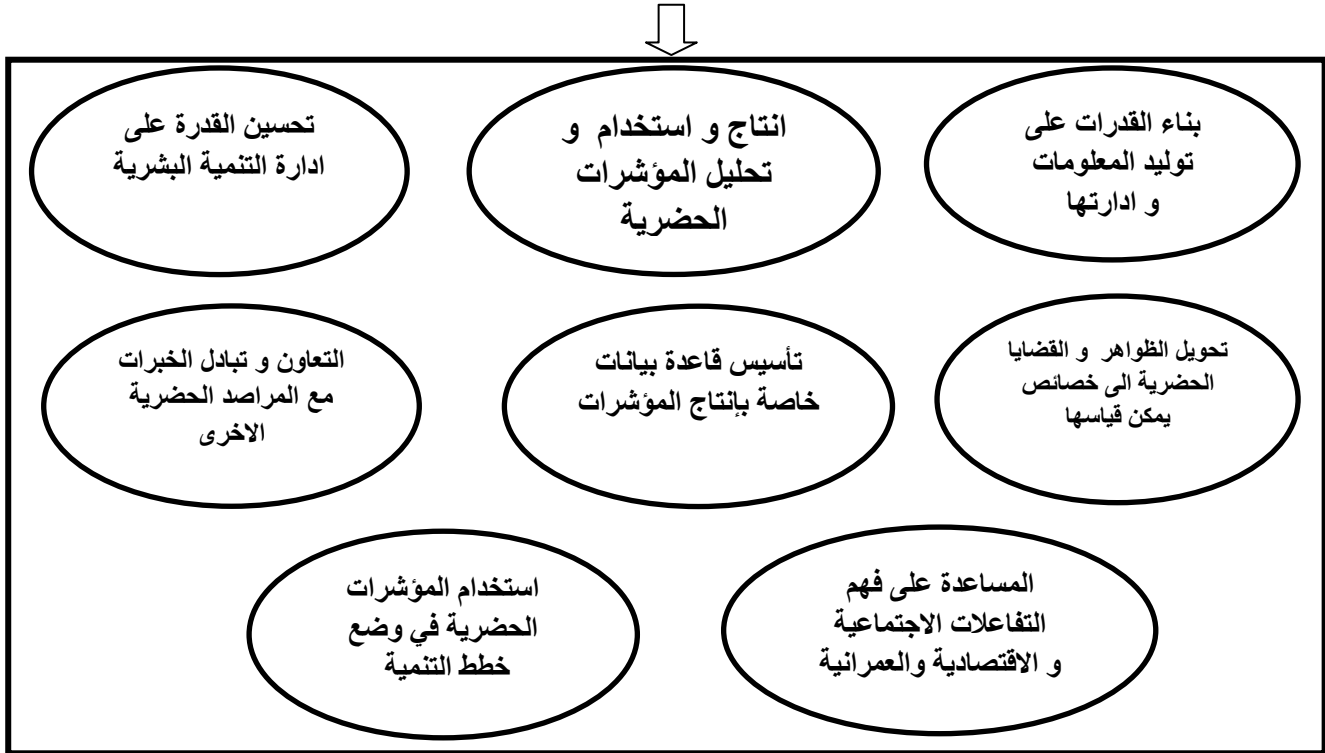 بناء القدرات على
توليد المعلومات
و ادارتها
انتاج و استخدام و
تحليل المؤشرات
الحضرية
تحسين القدرة على
ادارة التنمية البشرية
تحويل الظواهر و القضايا
الحضرية الى خصائص
يمكن قياسها
تأسيس قاعدة بيانات
خاصة بإنتاج المؤشرات
التعاون و تبادل الخبرات
مع المراصد الحضرية
الاخرى
المساعدة على فهم
التفاعلات الاجتماعية
و الاقتصادية والعمرانية
استخدام المؤشرات
الحضرية في وضع
خطط التنمية